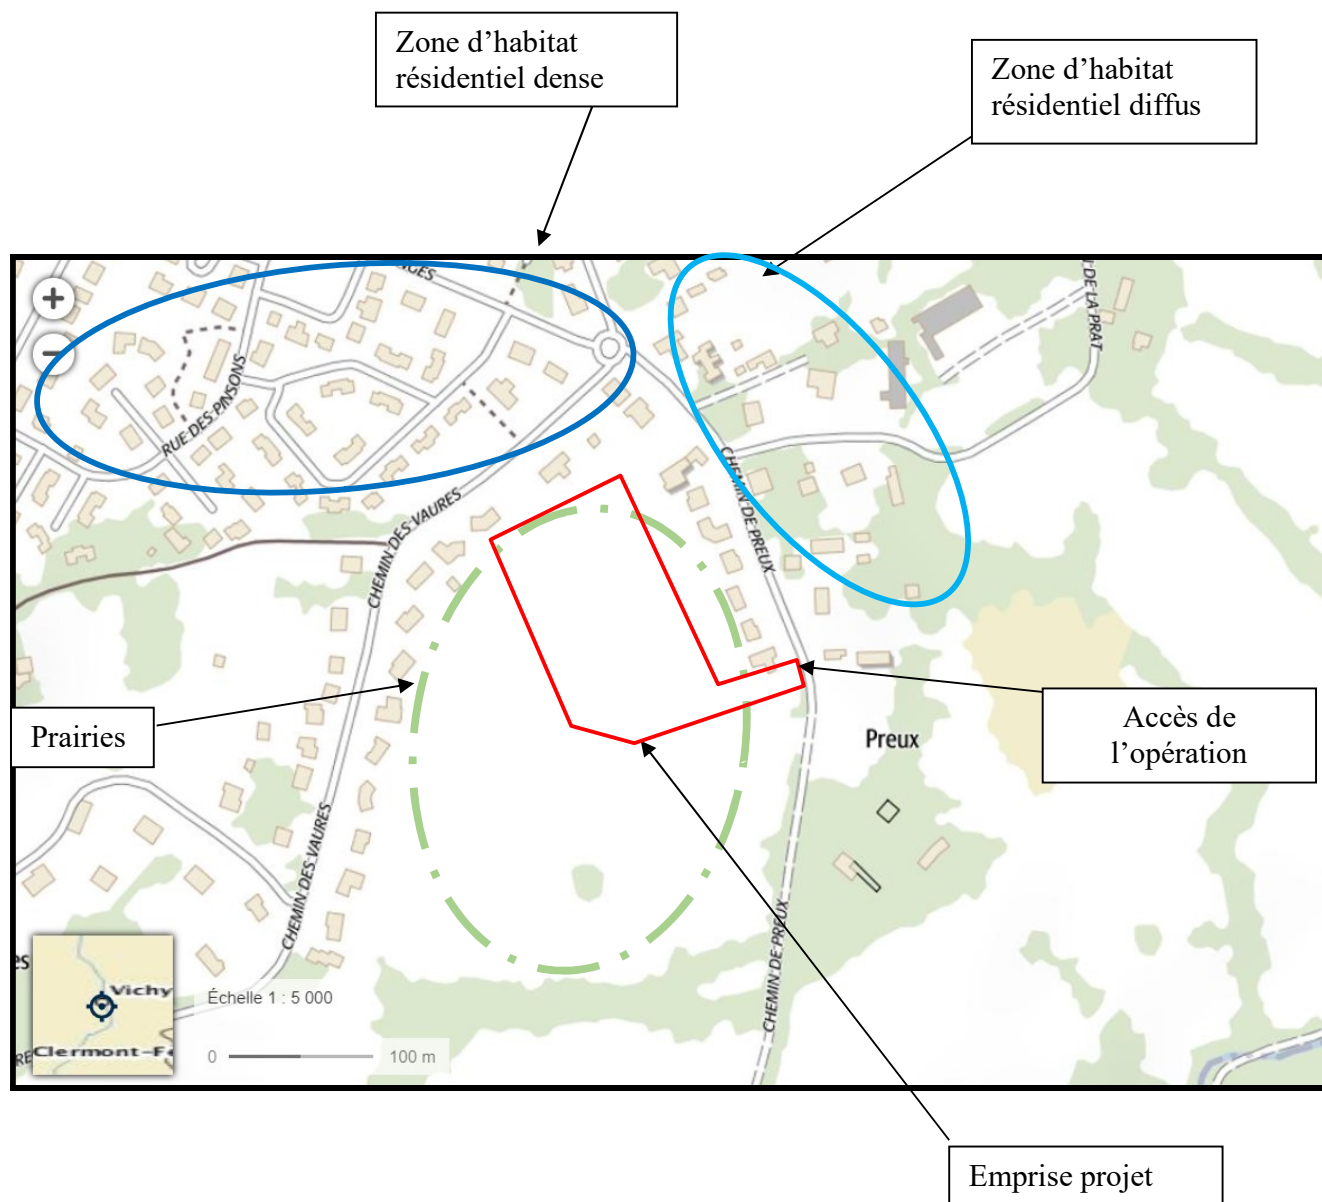 Zone d’habitat
résidentiel dense
Zone d’habitat
résidentiel diffus
+
−
RUE DES PINSONS
CHEMIN DES VAURES
CHEMIN DE PREUX
DE LA PRAT
Prairies
Accès de
l’opération
Preux
CHEMIN DES VAURES
CHEMIN DE PREUX
Vichy
Échelle 1 : 5 000
0 100 m
Emprise projet